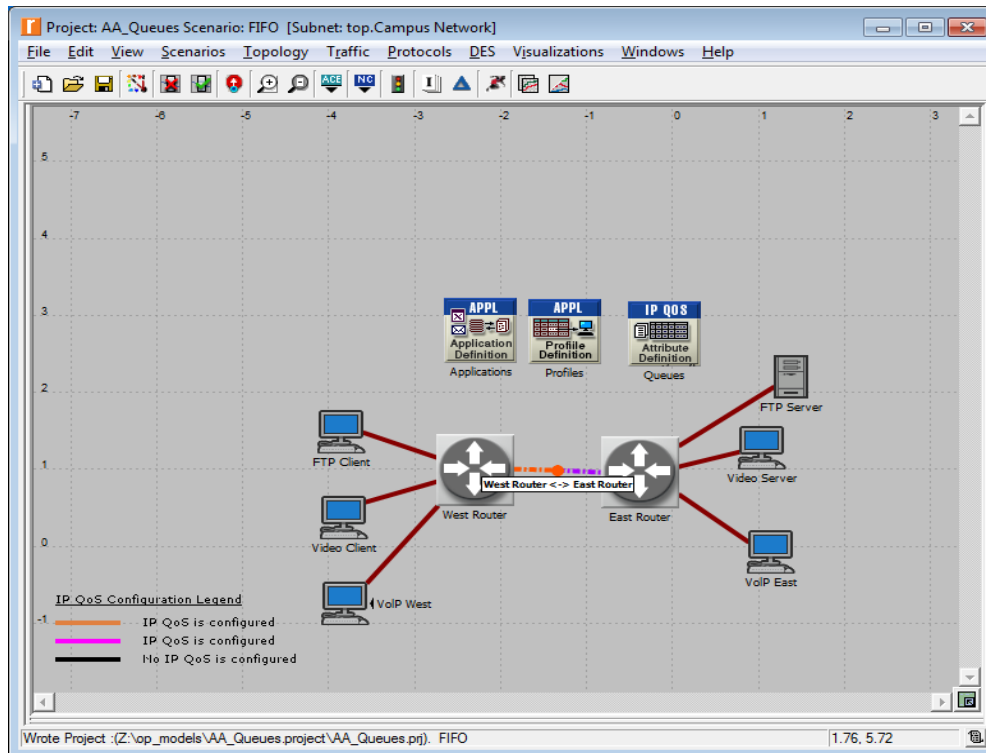 Project: AA_Queues Scenario: FIFO [Subnet: top.Campus Network]
File Edit View Scenarios Topology Traffic Protocols DES Visualizations Windows Help
ACE NC
-7 -6 -5 -4 -3 -2 -1 0 1 2 3
5
4
3
2
1
0
-1
APPL
Application
Definition
Applications
APPL
Profile
Definition
Profiles
IP QOS
Attribute
Definition
Queues
FTP Server
FTP Client
Video Server
West Router <-> East Router
West Router
East Router
Video Client
VoIP East
VoIP West
IP QoS Configuration Legend
IP QoS is configured
IP QoS is configured
No IP QoS is configured
Wrote Project :(Z:\op_models\AA_Queues.project\AA_Queues.prj). FIFO
1.76, 5.72